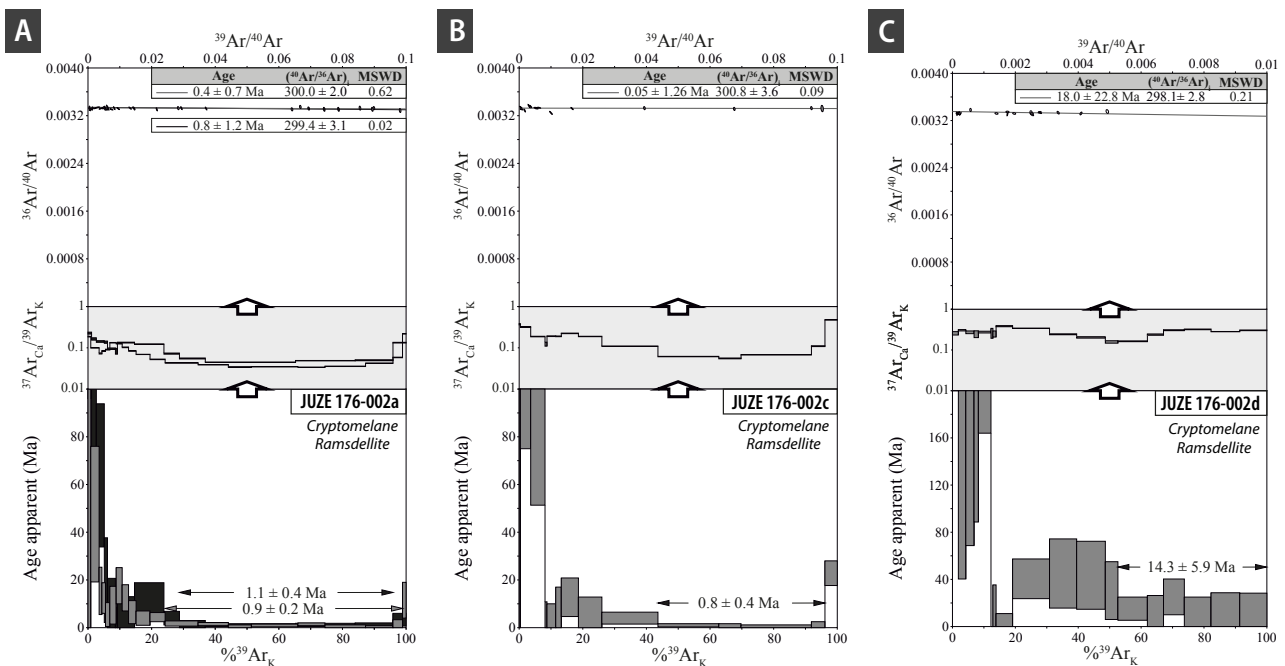 A
39Ar/40Ar
0 0.02 0.04 0.06 0.08 0.1
0.0040
0.0032
0.0024
0.0016
0.0008
36Ar/40Ar
Age (40Ar/36Ar)i MSWD
0.4 ± 0.7 Ma 300.0 ± 2.0 0.62
0.8 ± 1.2 Ma 299.4 ± 3.1 0.02
1
0.1
0.01
37ArCa/39ArK
JUZE 176-002a
Cryptomelane
Ramsdellite
80
60
40
20
0
Age apparent (Ma)
1.1 ± 0.4 Ma
0.9 ± 0.2 Ma
0 20 40 60 80 100
%39ArK
B
39Ar/40Ar
0 0.02 0.04 0.06 0.08 0.1
0.0040
0.0032
0.0024
0.0016
0.0008
36Ar/40Ar
Age (40Ar/36Ar)i MSWD
0.05 ± 1.26 Ma 300.8 ± 3.6 0.09
1
0.1
0.01
37ArCa/39ArK
JUZE 176-002c
Cryptomelane
Ramsdellite
80
60
40
20
0
Age apparent (Ma)
0.8 ± 0.4 Ma
0 20 40 60 80 100
%39ArK
C
39Ar/40Ar
0 0.002 0.004 0.006 0.008 0.01
0.0040
0.0032
0.0024
0.0016
0.0008
36Ar/40Ar
Age (40Ar/36Ar)i MSWD
18.0 ± 22.8 Ma 298.1 ± 2.8 0.21
1
0.1
0.01
37ArCa/39ArK
JUZE 176-002d
Cryptomelane
Ramsdellite
160
120
80
40
0
Age apparent (Ma)
14.3 ± 5.9 Ma
0 20 40 60 80 100
%39ArK